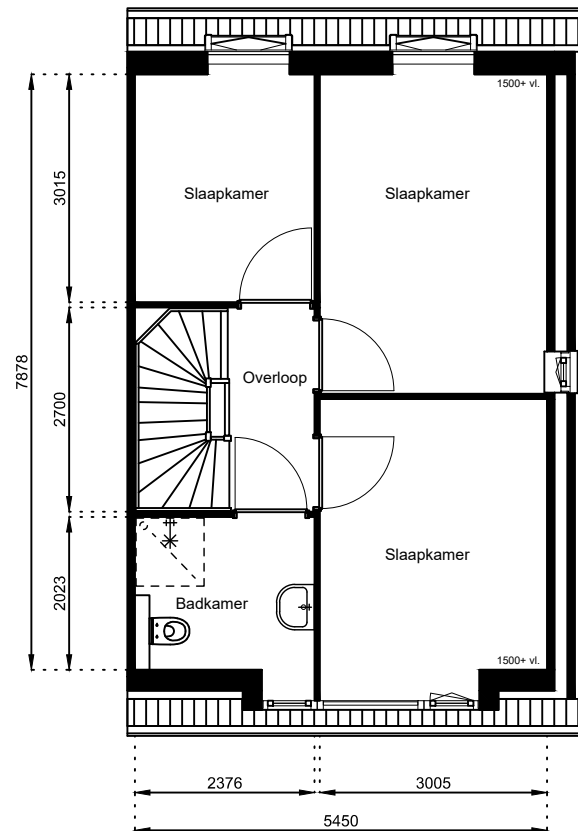 1500+ vl.
3015
Slaapkamer
Slaapkamer
7878
2700
Overloop
2023
Slaapkamer
Badkamer
1500+ vl.
2376
3005
5450